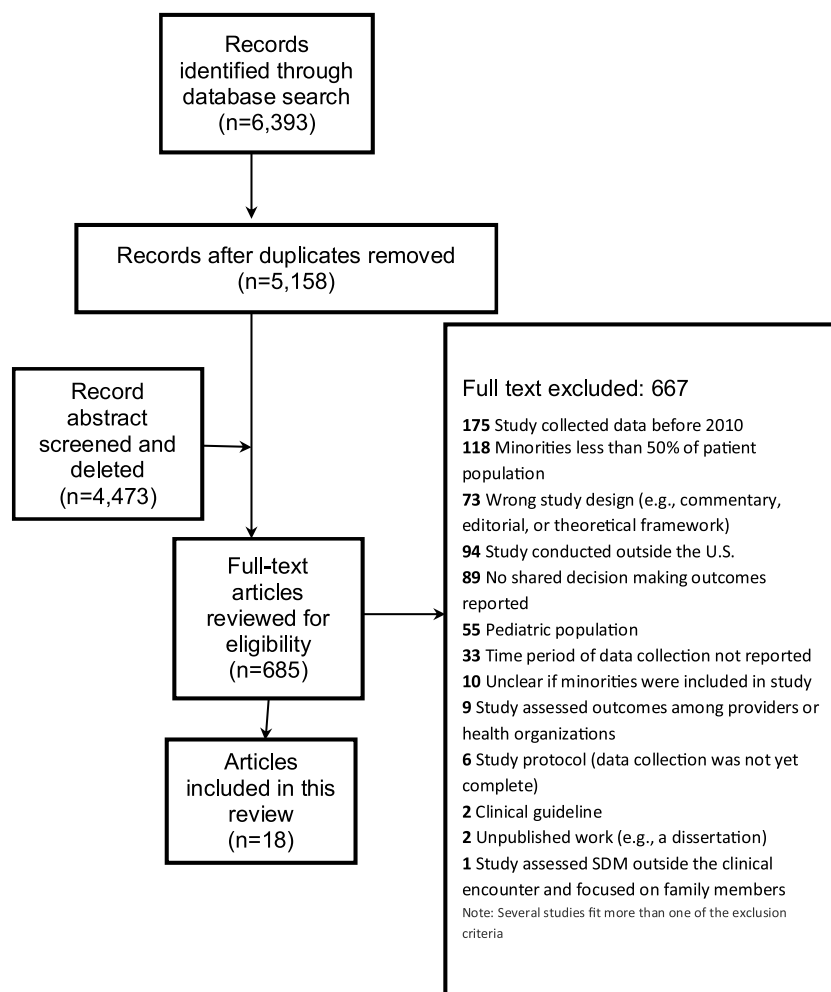 Records
identified through
database search
(n=6,393)
Records after duplicates removed
(n=5,158)
Record
abstract
screened and
deleted
(n=4,473)
Full-text
articles
reviewed for
eligibility
(n=685)
Articles
included in this
review
(n=18)
Full text excluded: 667
175 Study collected data before 2010
118 Minorities less than 50% of patient
population
73 Wrong study design (e.g., commentary,
editorial, or theoretical framework)
94 Study conducted outside the U.S.
89 No shared decision making outcomes
reported
55 Pediatric population
33 Time period of data collection not reported
10 Unclear if minorities were included in study
9 Study assessed outcomes among providers or
health organizations
6 Study protocol (data collection was not yet
complete)
2 Clinical guideline
2 Unpublished work (e.g., a dissertation)
1 Study assessed SDM outside the clinical
encounter and focused on family members
Note: Several studies fit more than one of the exclusion
criteria